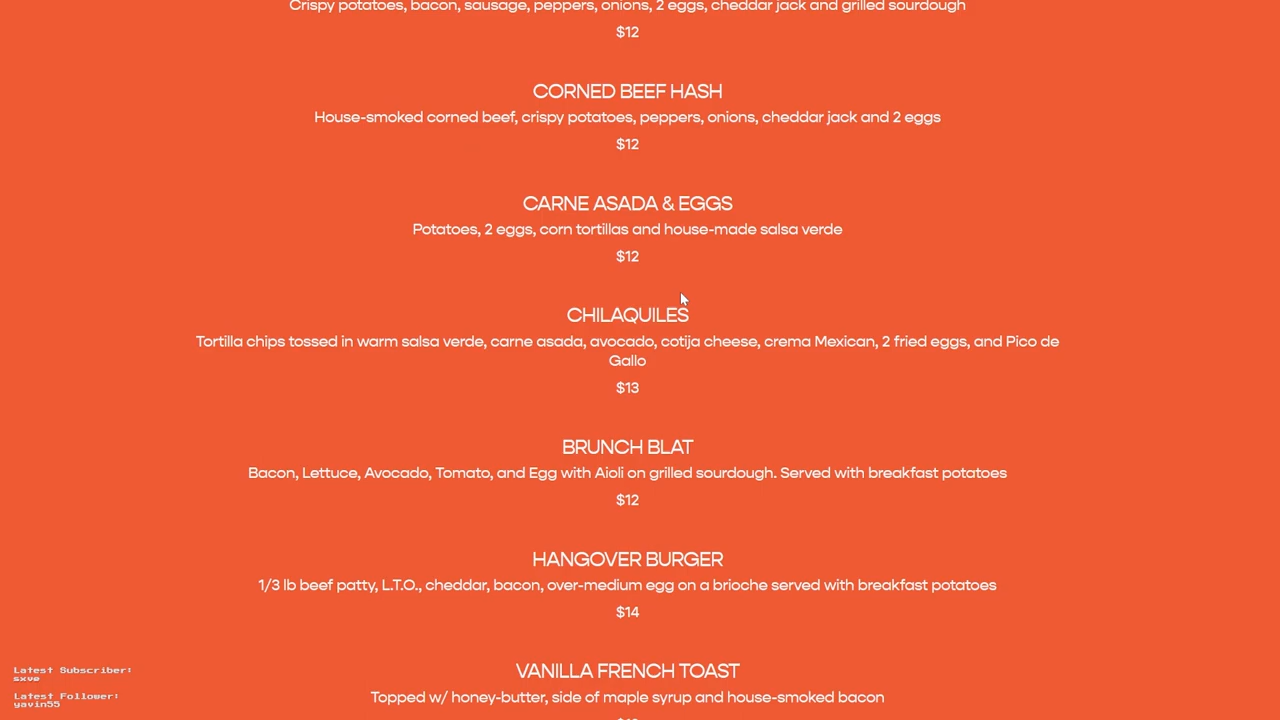 Crispy potatoes, bacon, sausage, peppers, onions, 2 eggs, cheddar jack and grilled sourdough
$12
CORNED BEEF HASH
House-smoked corned beef, crispy potatoes, peppers, onions, cheddar jack and 2 eggs
$12
CARNE ASADA & EGGS
Potatoes, 2 eggs, corn tortillas and house-made salsa verde
$12
CHILAQUILES
Tortilla chips tossed in warm salsa verde, carne asada, avocado, cotija cheese, crema Mexican, 2 fried eggs, and Pico de
Gallo
$13
BRUNCH BLAT
Bacon, Lettuce, Avocado, Tomato, and Egg with Aioli on grilled sourdough. Served with breakfast potatoes
$12
HANGOVER BURGER
1/3 lb beef patty, L.T.O., cheddar, bacon, over-medium egg on a brioche served with breakfast potatoes
$14
VANILLA FRENCH TOAST
Topped w/ honey-butter, side of maple syrup and house-smoked bacon
Latest Subscriber:
sxve
Latest Follower:
yavin55